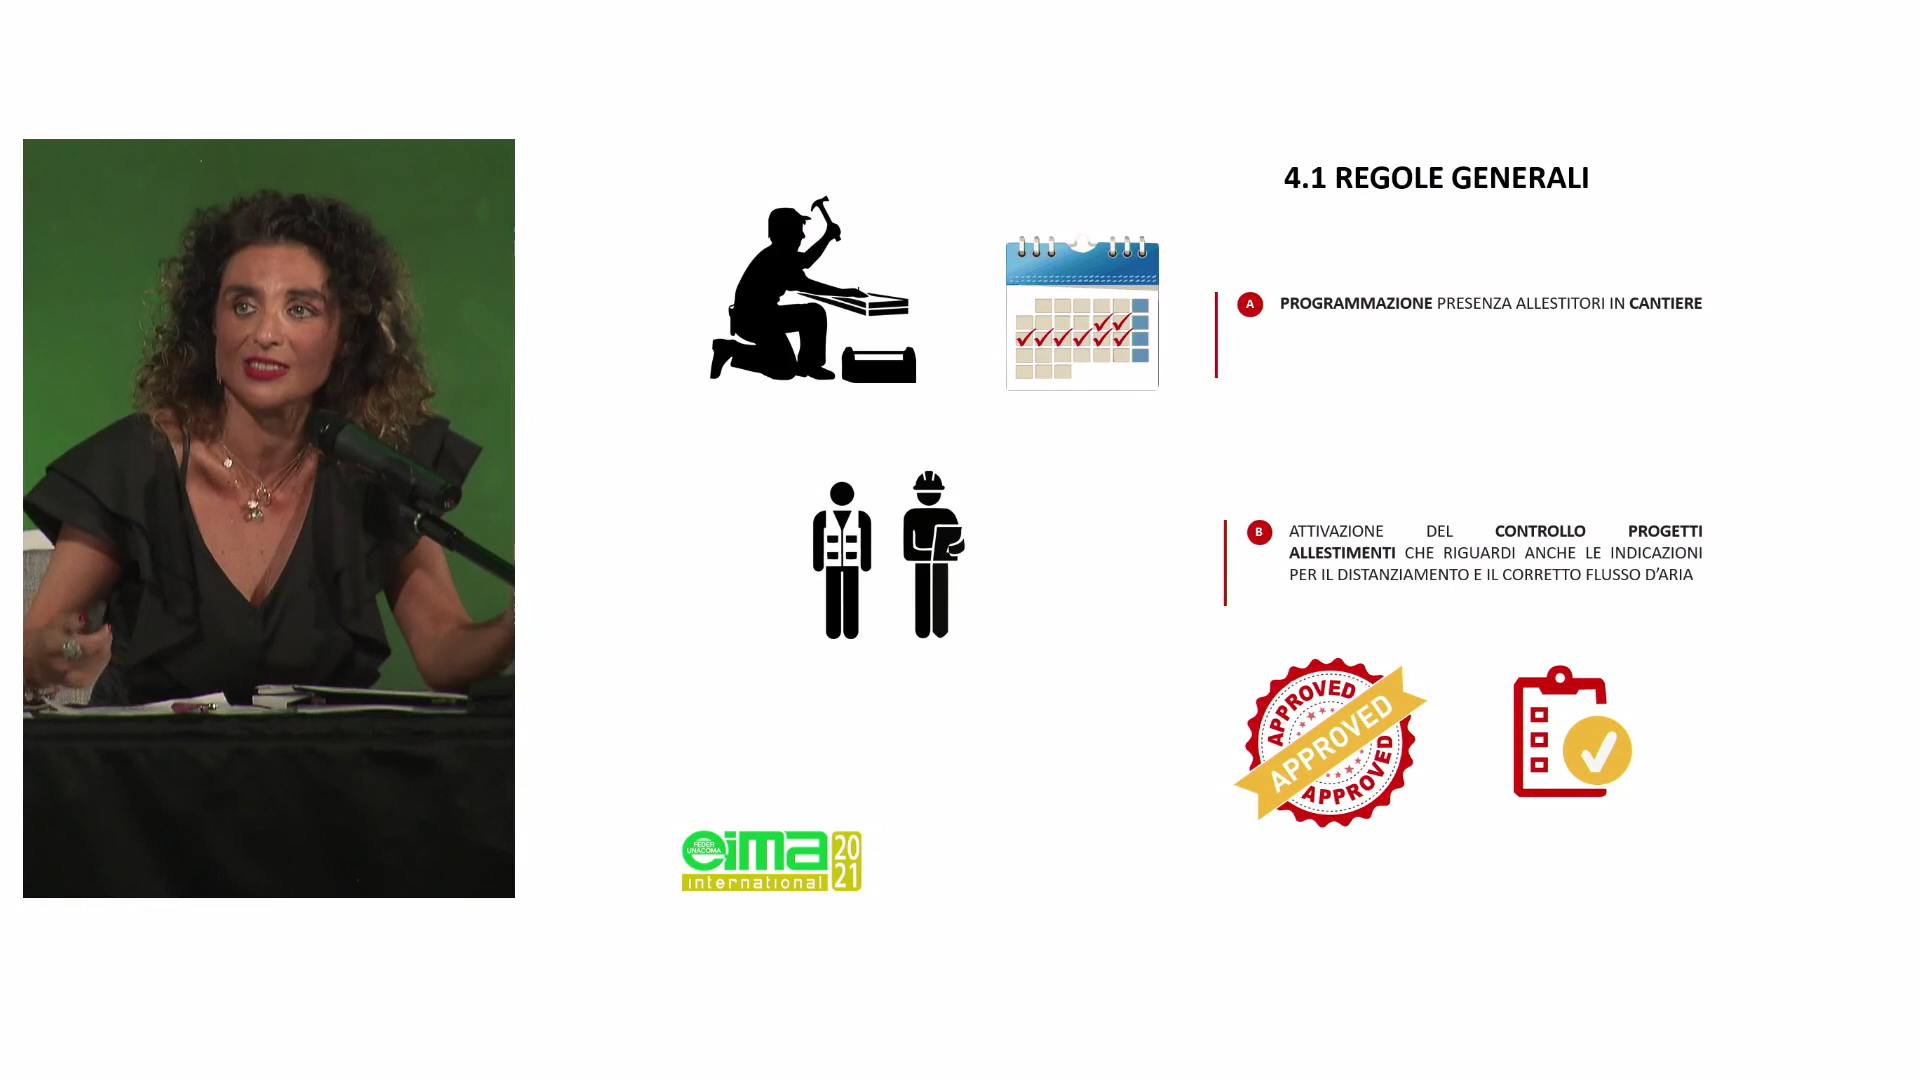 4.1 REGOLE GENERALI
A PROGRAMMAZIONE PRESENZA ALLESTITORI IN CANTIERE
B ATTIVAZIONE DEL CONTROLLO PROGETTI
ALLESTIMENTI CHE RIGUARDI ANCHE LE INDICAZIONI
PER IL DISTANZIAMENTO E IL CORRETTO FLUSSO D’ARIA
APPROVED
APPROVED
APPROVED
FEDER
UNACOMA
eima
international
20
21